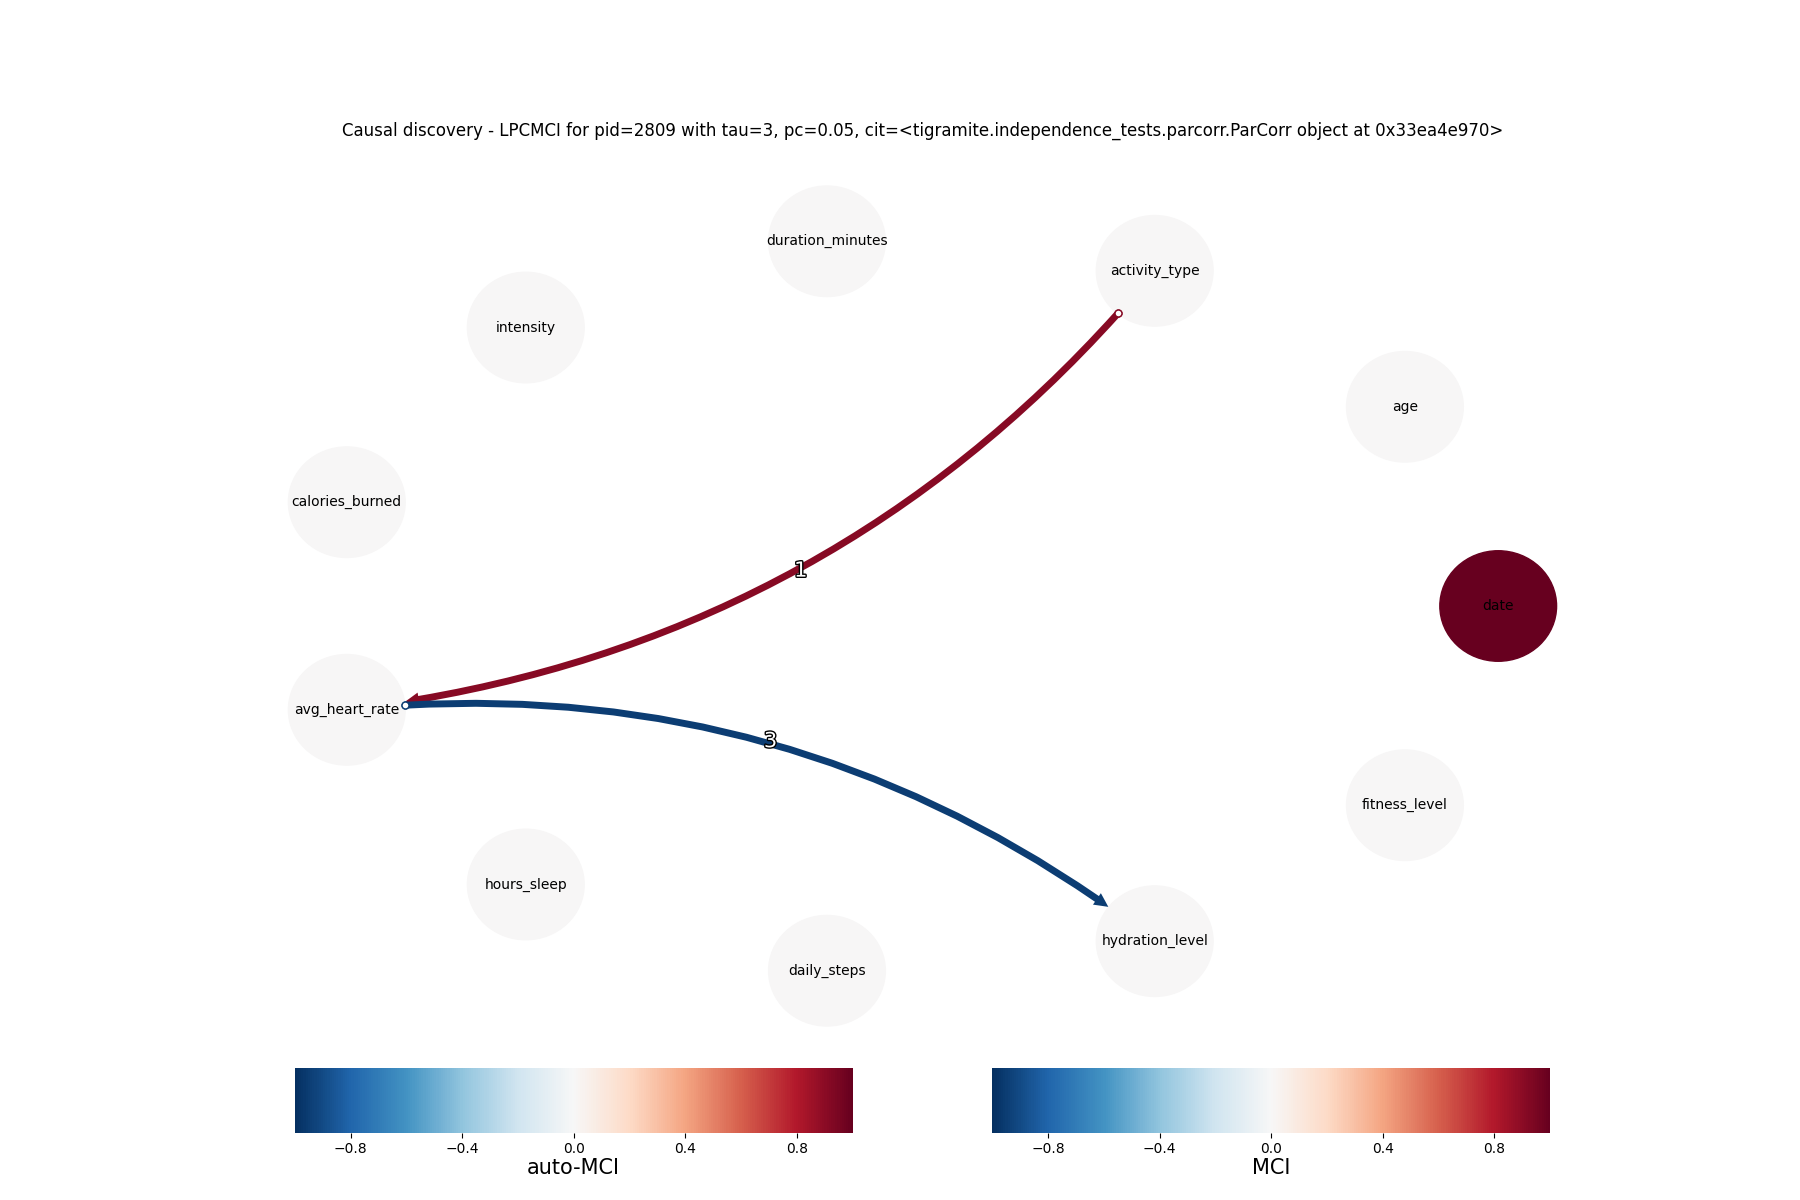 Causal discovery - LPCMCI for pid=2809 with tau=3, pc=0.05, cit=<tigramite.independence_tests.parcorr.ParCorr object at 0x33ea4e970>
duration_minutes
activity_type
intensity
age
calories_burned
1
date
avg_heart_rate
3
fitness_level
hours_sleep
hydration_level
daily_steps
−0.8 −0.4 0.0 0.4 0.8
auto-MCI
−0.8 −0.4 0.0 0.4 0.8
MCI